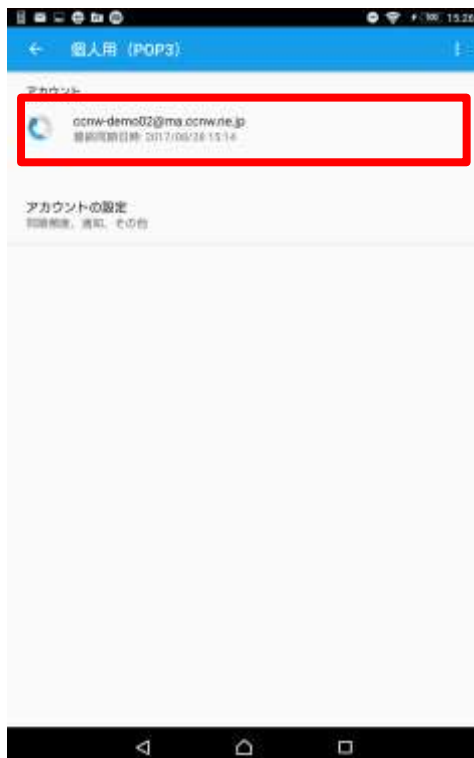 15:26
個人用（POP3）
アカウント
ccnw-demo02@ma.ccnw.ne.jp
最終同期日時: 2017/06/28 15:14
アカウントの設定
同期頻度、通知、その他